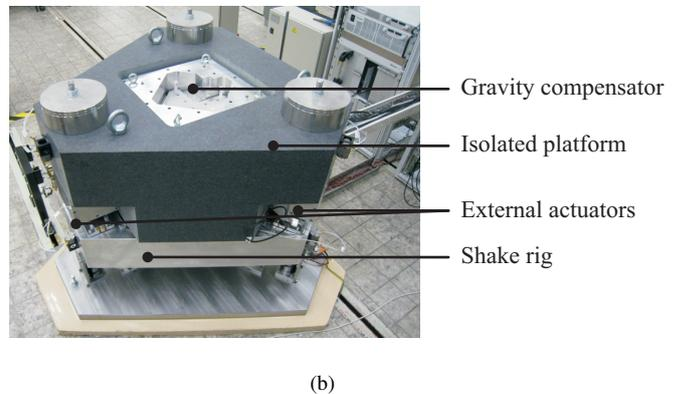 Gravity compensator
Isolated platform
External actuators
Shake rig
(b)